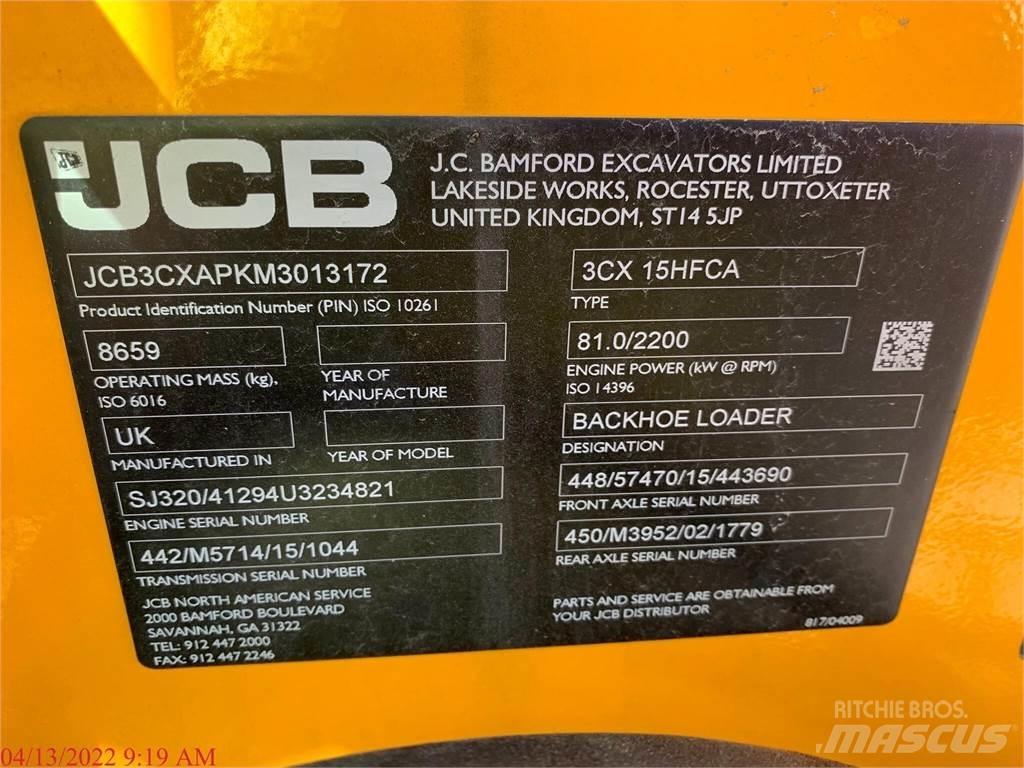 JCB
J.C. BAMFORD EXCAVATORS LIMITED
LAKESIDE WORKS, ROCESTER, UTTOXETER
UNITED KINGDOM, ST14 5JP
JCB3CXAPKM3013172
Product Identification Number (PIN) ISO 10261
3CX 15HFCA
TYPE
8659
OPERATING MASS (kg),
ISO 6016
YEAR OF
MANUFACTURE
81.0/2200
ENGINE POWER (kW @ RPM)
ISO 14396
UK
MANUFACTURED IN
YEAR OF MODEL
BACKHOE LOADER
DESIGNATION
SJ320/41294U3234821
ENGINE SERIAL NUMBER
448/57470/15/443690
FRONT AXLE SERIAL NUMBER
442/M5714/15/1044
TRANSMISSION SERIAL NUMBER
450/M3952/02/1779
REAR AXLE SERIAL NUMBER
JCB NORTH AMERICAN SERVICE
2000 BAMFORD BOULEVARD
SAVANNAH, GA 31322
TEL: 912 447 2000
FAX: 912 447 2246
PARTS AND SERVICE ARE OBTAINABLE FROM
YOUR JCB DISTRIBUTOR
817/04009
04/13/2022 9:19 AM
RITCHIE BROS.
MASCUS